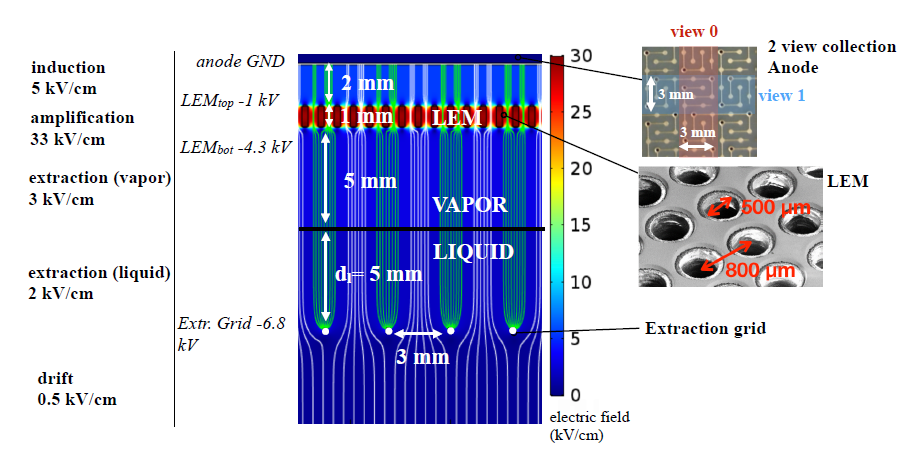 induction
5 kV/cm
amplification
33 kV/cm
extraction (vapor)
3 kV/cm
extraction (liquid)
2 kV/cm
drift
0.5 kV/cm
anode GND
LEMtop -1 kV
LEMbot -4.3 kV
Extr. Grid -6.8
kV
2 mm
1 mm
LEM
5 mm
VAPOR
LIQUID
dl= 5 mm
3 mm
30
25
20
15
10
5
0
electric field
(kV/cm)
view 0
2 view collection
Anode
3 mm
view 1
3 mm
LEM
500 µm
800 µm
Extraction grid